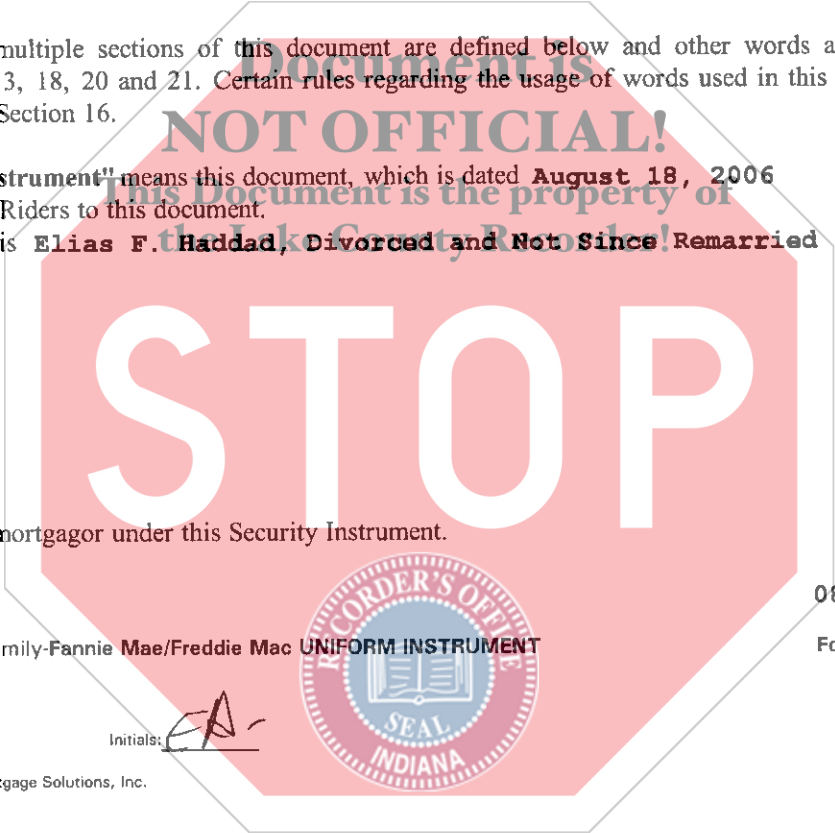 multiple sections of this document are defined below and other words a
Document is
3, 18, 20 and 21. Certain rules regarding the usage of words used in this
Section 16.
NOT OFFICIAL!
strument" means this document, which is dated August 18, 2006
This Document is the property of
Riders to this document.
is Elias F. Haddad, Divorced and Not Since Remarried
the Lake County Recorder!
STOP
mortgagor under this Security Instrument.
08
mily-Fannie Mae/Freddie Mac UNIFORM INSTRUMENT
Fo
RECORDER'S OFFICE
SEAL
INDIANA
Initials:
tgage Solutions, Inc.